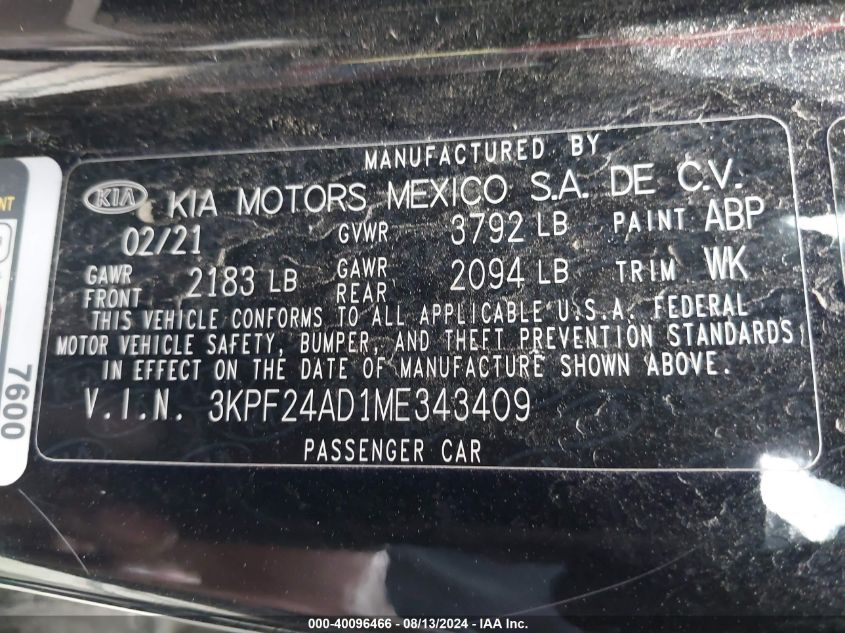 MANUFACTURED BY
KIA KIA MOTORS MEXICO S.A. DE C.V.
02/21 GVWR 3792 LB PAINT ABP
GAWR FRONT 2183 LB GAWR REAR 2094 LB TRIM WK
THIS VEHICLE CONFORMS TO ALL APPLICABLE U.S.A. FEDERAL
MOTOR VEHICLE SAFETY, BUMPER, AND THEFT PREVENTION STANDARDS
IN EFFECT ON THE DATE OF MANUFACTURE SHOWN ABOVE.
V.I.N. 3KPF24AD1ME343409
PASSENGER CAR
7600
000-40096466 - 08/13/2024 - IAA Inc.